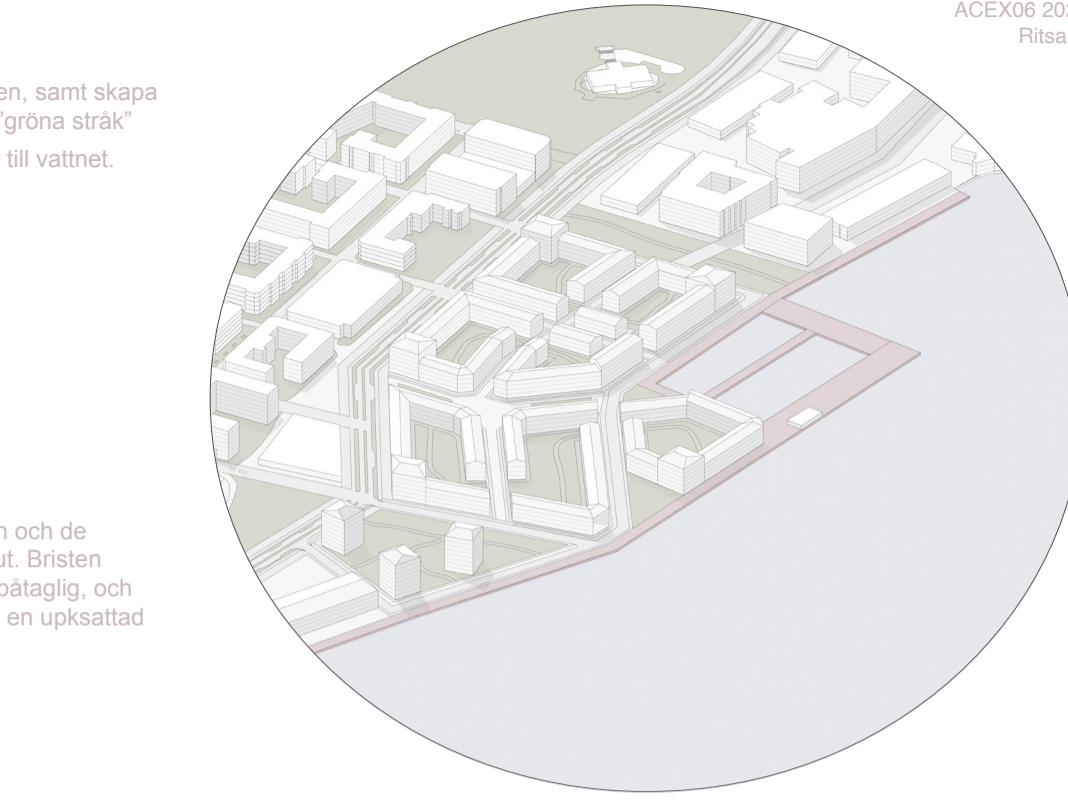 ACEX06 202
Ritsa
en, samt skapa
"gröna stråk"
till vattnet.
och de
ut. Bristen
påtaglig, och
en upksattad